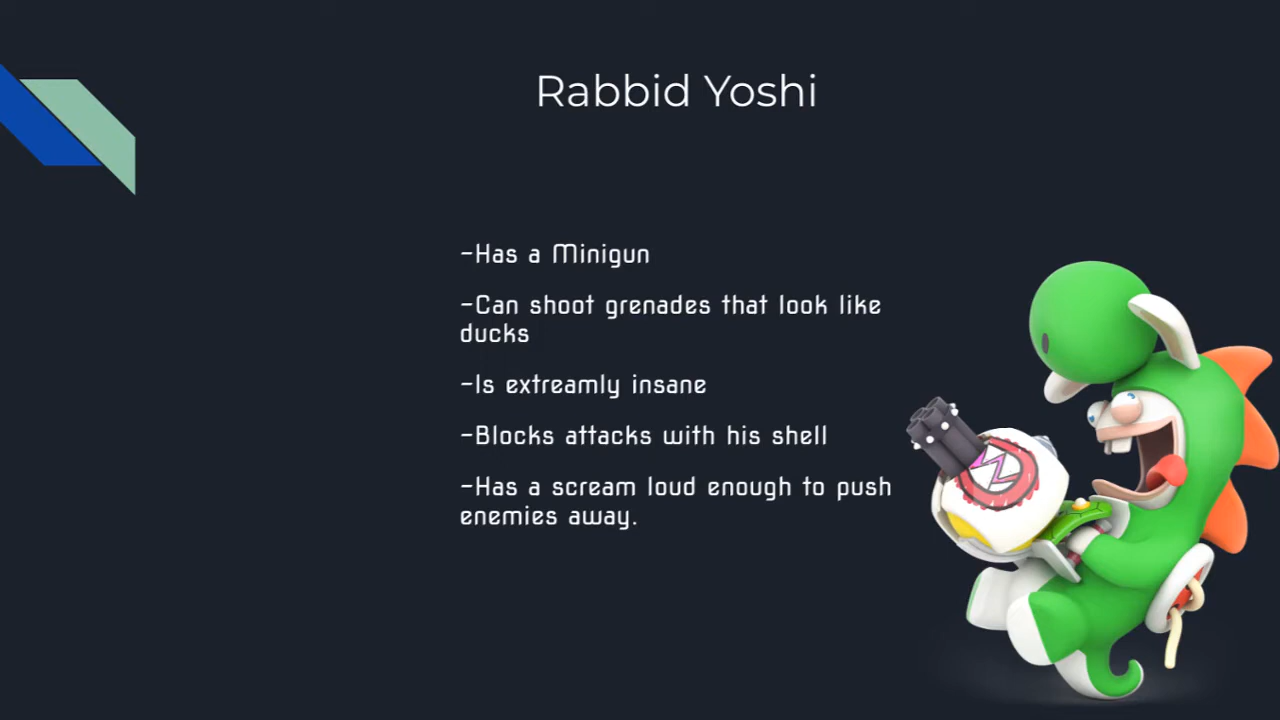 Rabbid Yoshi
-Has a Minigun
-Can shoot grenades that look like
ducks
-Is extreamly insane
-Blocks attacks with his shell
-Has a scream loud enough to push
enemies away.